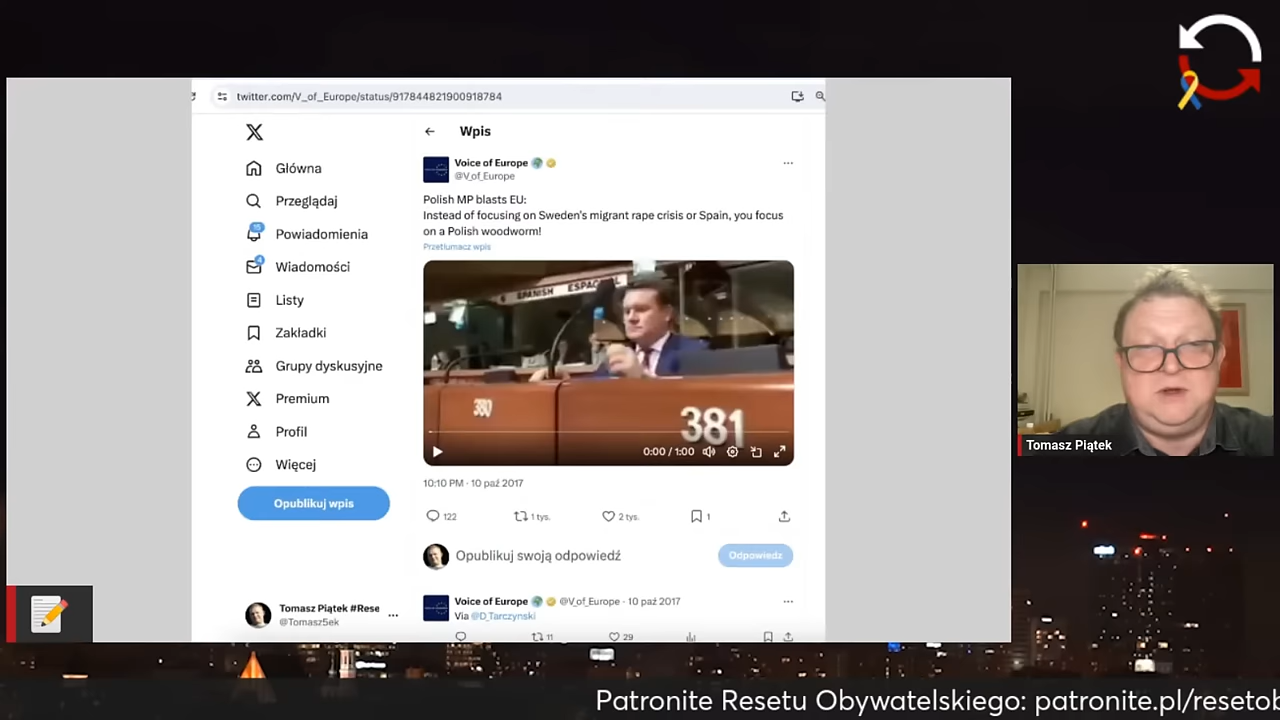 twitter.com/V_of_Europe/status/917844821900918784
Główna
Przeglądaj
15
Powiadomienia
4
Wiadomości
Listy
Zakładki
Grupy dyskusyjne
Premium
Profil
Więcej
Opublikuj wpis
Tomasz Piątek #Rese
@Tomasz5ek
Wpis
Voice of Europe
@V_of_Europe
Polish MP blasts EU:
Instead of focusing on Sweden's migrant rape crisis or Spain, you focus
on a Polish woodworm!
Przetłumacz wpis
SPANISH ESPAGNOL
380
381
0:00 / 1:00
10:10 PM · 10 paź 2017
122
1 tys.
2 tys.
1
Opublikuj swoją odpowiedź
Odpowiedz
Voice of Europe @V_of_Europe · 10 paź 2017
Via @D_Tarczynski
11
29
Tomasz Piątek
Patronite Resetu Obywatelskiego: patronite.pl/resetob